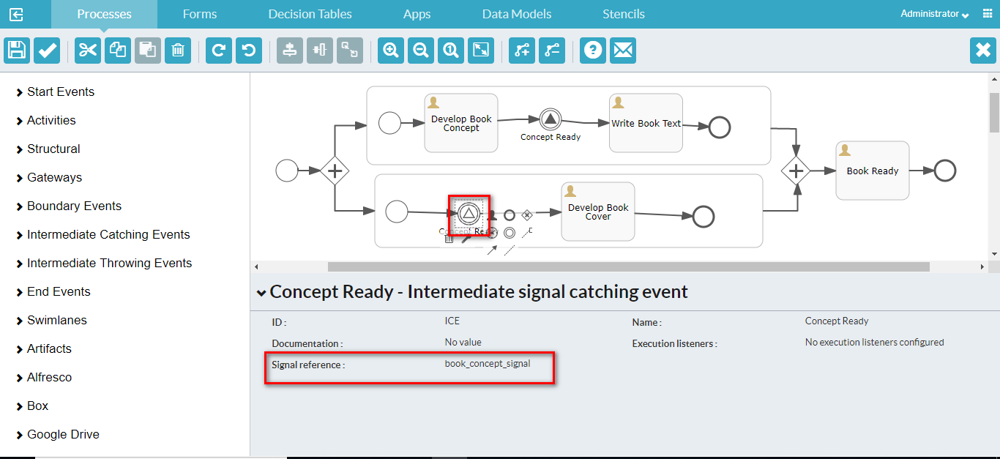 Processes
Forms
Decision Tables
Apps
Data Models
Stencils
Administrator
Start Events
Activities
Structural
Gateways
Boundary Events
Intermediate Catching Events
Intermediate Throwing Events
End Events
Swimlanes
Artifacts
Alfresco
Box
Google Drive
Develop Book
Concept
Concept Ready
Write Book Text
Book Ready
Concept Re
Develop Book
Cover
Concept Ready - Intermediate signal catching event
ID :
ICE
Name :
Concept Ready
Documentation :
No value
Execution listeners :
No execution listeners configured
Signal reference :
book_concept_signal